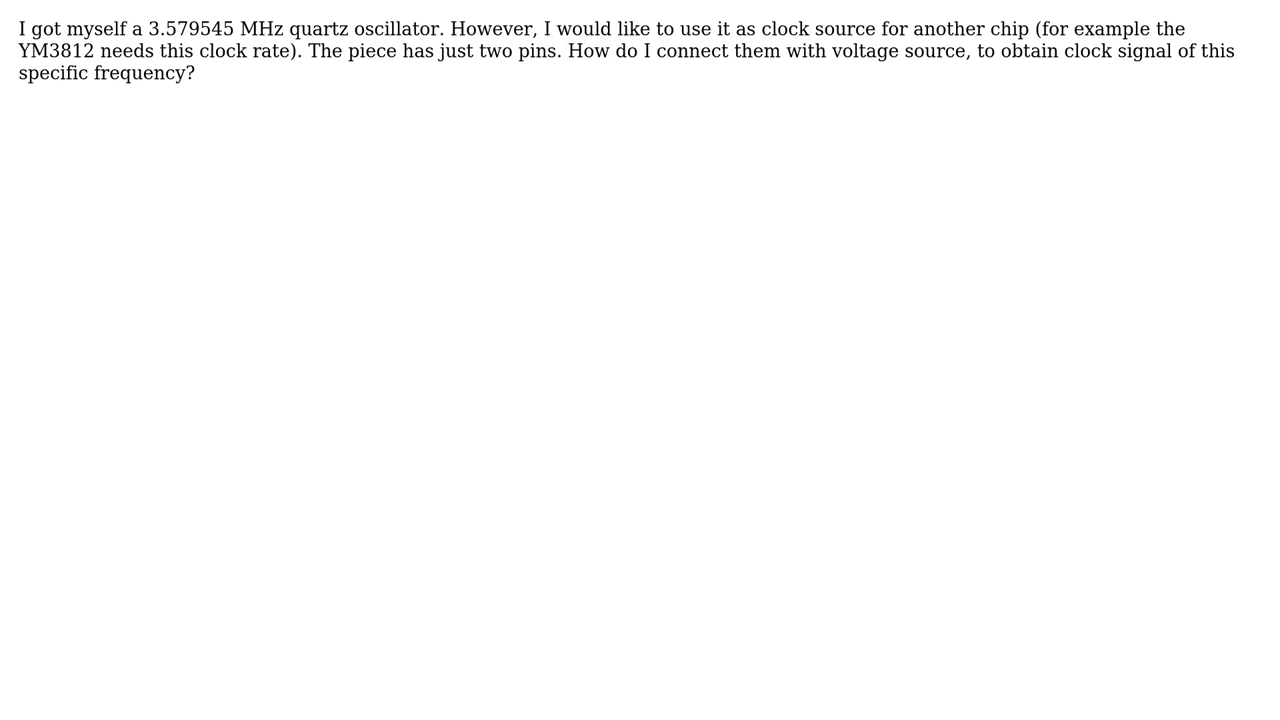 I got myself a 3.579545 MHz quartz oscillator. However, I would like to use it as clock source for another chip (for example the
YM3812 needs this clock rate). The piece has just two pins. How do I connect them with voltage source, to obtain clock signal of this
specific frequency?